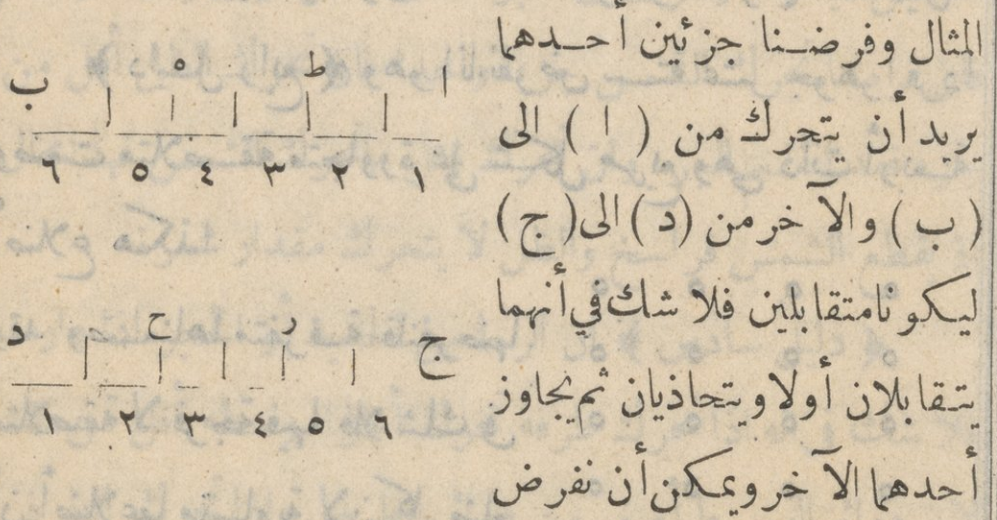 المثال وفرضنا جزئين أحدهما
يريد أن يتحرك من ( ا ) الى
( ب ) والآخر من ( د ) الى ( ج )
ليكونا متقابلين فلا شك في أنهما
يتقابلان أولا ويتحاذيان ثم يجاوز
أحدهما الآخر ويمكن أن نفرض
ا ط ه ب
١ ٢ ٣ ٤ ٥ ٦
ج ر ح د
٦ ٥ ٤ ٣ ٢ ١